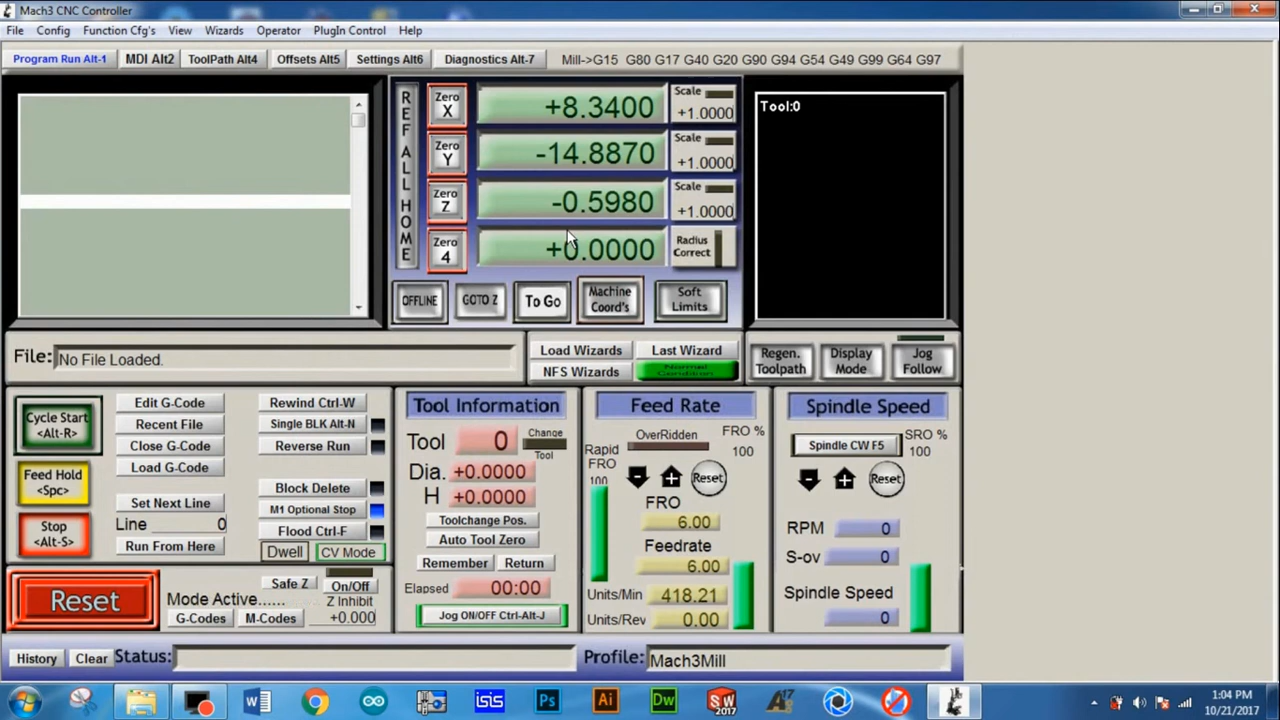 Mach3 CNC Controller
File Config Function Cfg's View Wizards Operator PlugIn Control Help
Program Run Alt-1 MDI Alt2 ToolPath Alt4 Offsets Alt5 Settings Alt6 Diagnostics Alt-7 Mill->G15 G80 G17 G40 G20 G90 G94 G54 G49 G99 G64 G97
REF ALL HOME
Zero X +8.3400 Scale +1.0000
Zero Y -14.8870 Scale +1.0000
Zero Z -0.5980 Scale +1.0000
Zero 4 +0.0000 Radius Correct
OFFLINE GOTO Z To Go Machine Coord's Soft Limits
Tool:0
File: No File Loaded.
Load Wizards Last Wizard
NFS Wizards Normal Condition
Regen. Toolpath Display Mode Jog Follow
Cycle Start <Alt-R>
Feed Hold <Spc>
Stop <Alt-S>
Edit G-Code
Recent File
Close G-Code
Load G-Code
Set Next Line
Line 0
Run From Here
Rewind Ctrl-W
Single BLK Alt-N
Reverse Run
Block Delete
M1 Optional Stop
Flood Ctrl-F
Dwell CV Mode
Reset
Safe Z On/Off
Mode Active...... Z Inhibit
G-Codes M-Codes +0.000
Tool Information
Tool 0 Change Tool
Dia. +0.0000
H +0.0000
Toolchange Pos.
Auto Tool Zero
Remember Return
Elapsed 00:00
Jog ON/OFF Ctrl-Alt-J
Feed Rate
OverRidden FRO %
Rapid FRO 100
100
Reset
FRO
6.00
Feedrate
6.00
Units/Min 418.21
Units/Rev 0.00
Spindle Speed
Spindle CW F5 SRO % 100
Reset
RPM 0
S-ov 0
Spindle Speed
0
History Clear Status: Profile: Mach3Mill
W isis Ps Ai Dw SW 2017 A 17
1:04 PM
10/21/2017